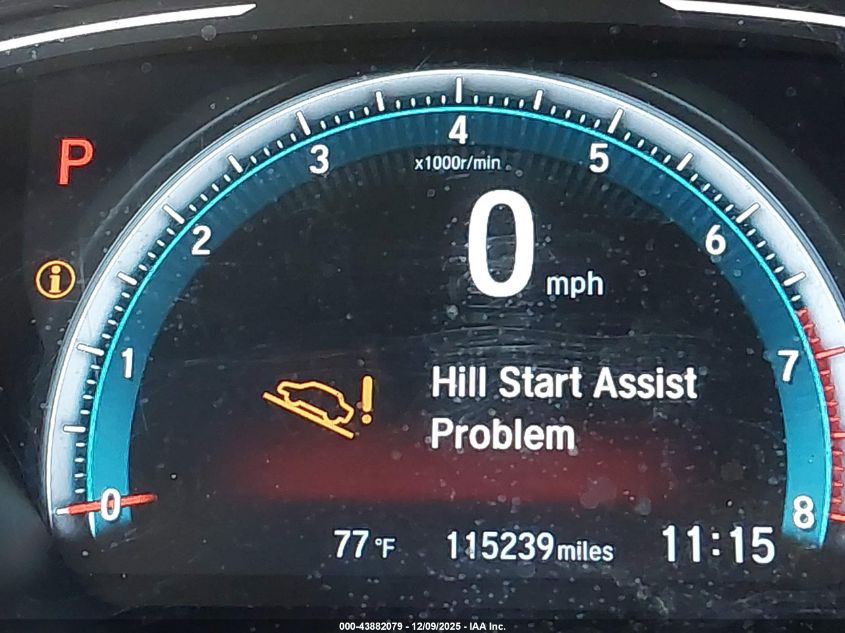 4
3
5
x1000r/min
P
2
0 mph
6
i
1
7
Hill Start Assist
Problem
0
8
77°F 115239 miles 11:15
000-43882079 - 12/09/2025 - IAA Inc.